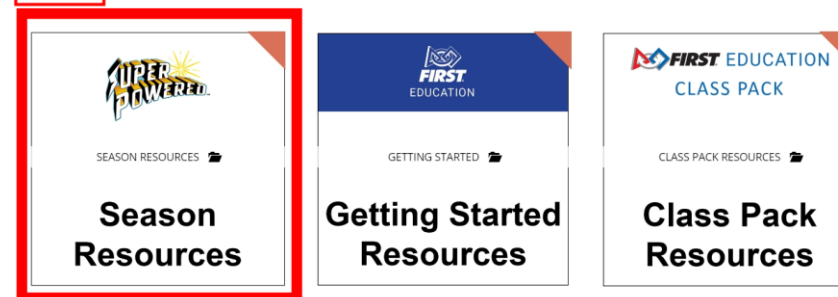 SUPER
POWERED.
SEASON RESOURCES
Season
Resources
FIRST
EDUCATION
GETTING STARTED
Getting Started
Resources
FIRST EDUCATION
CLASS PACK
CLASS PACK RESOURCES
Class Pack
Resources